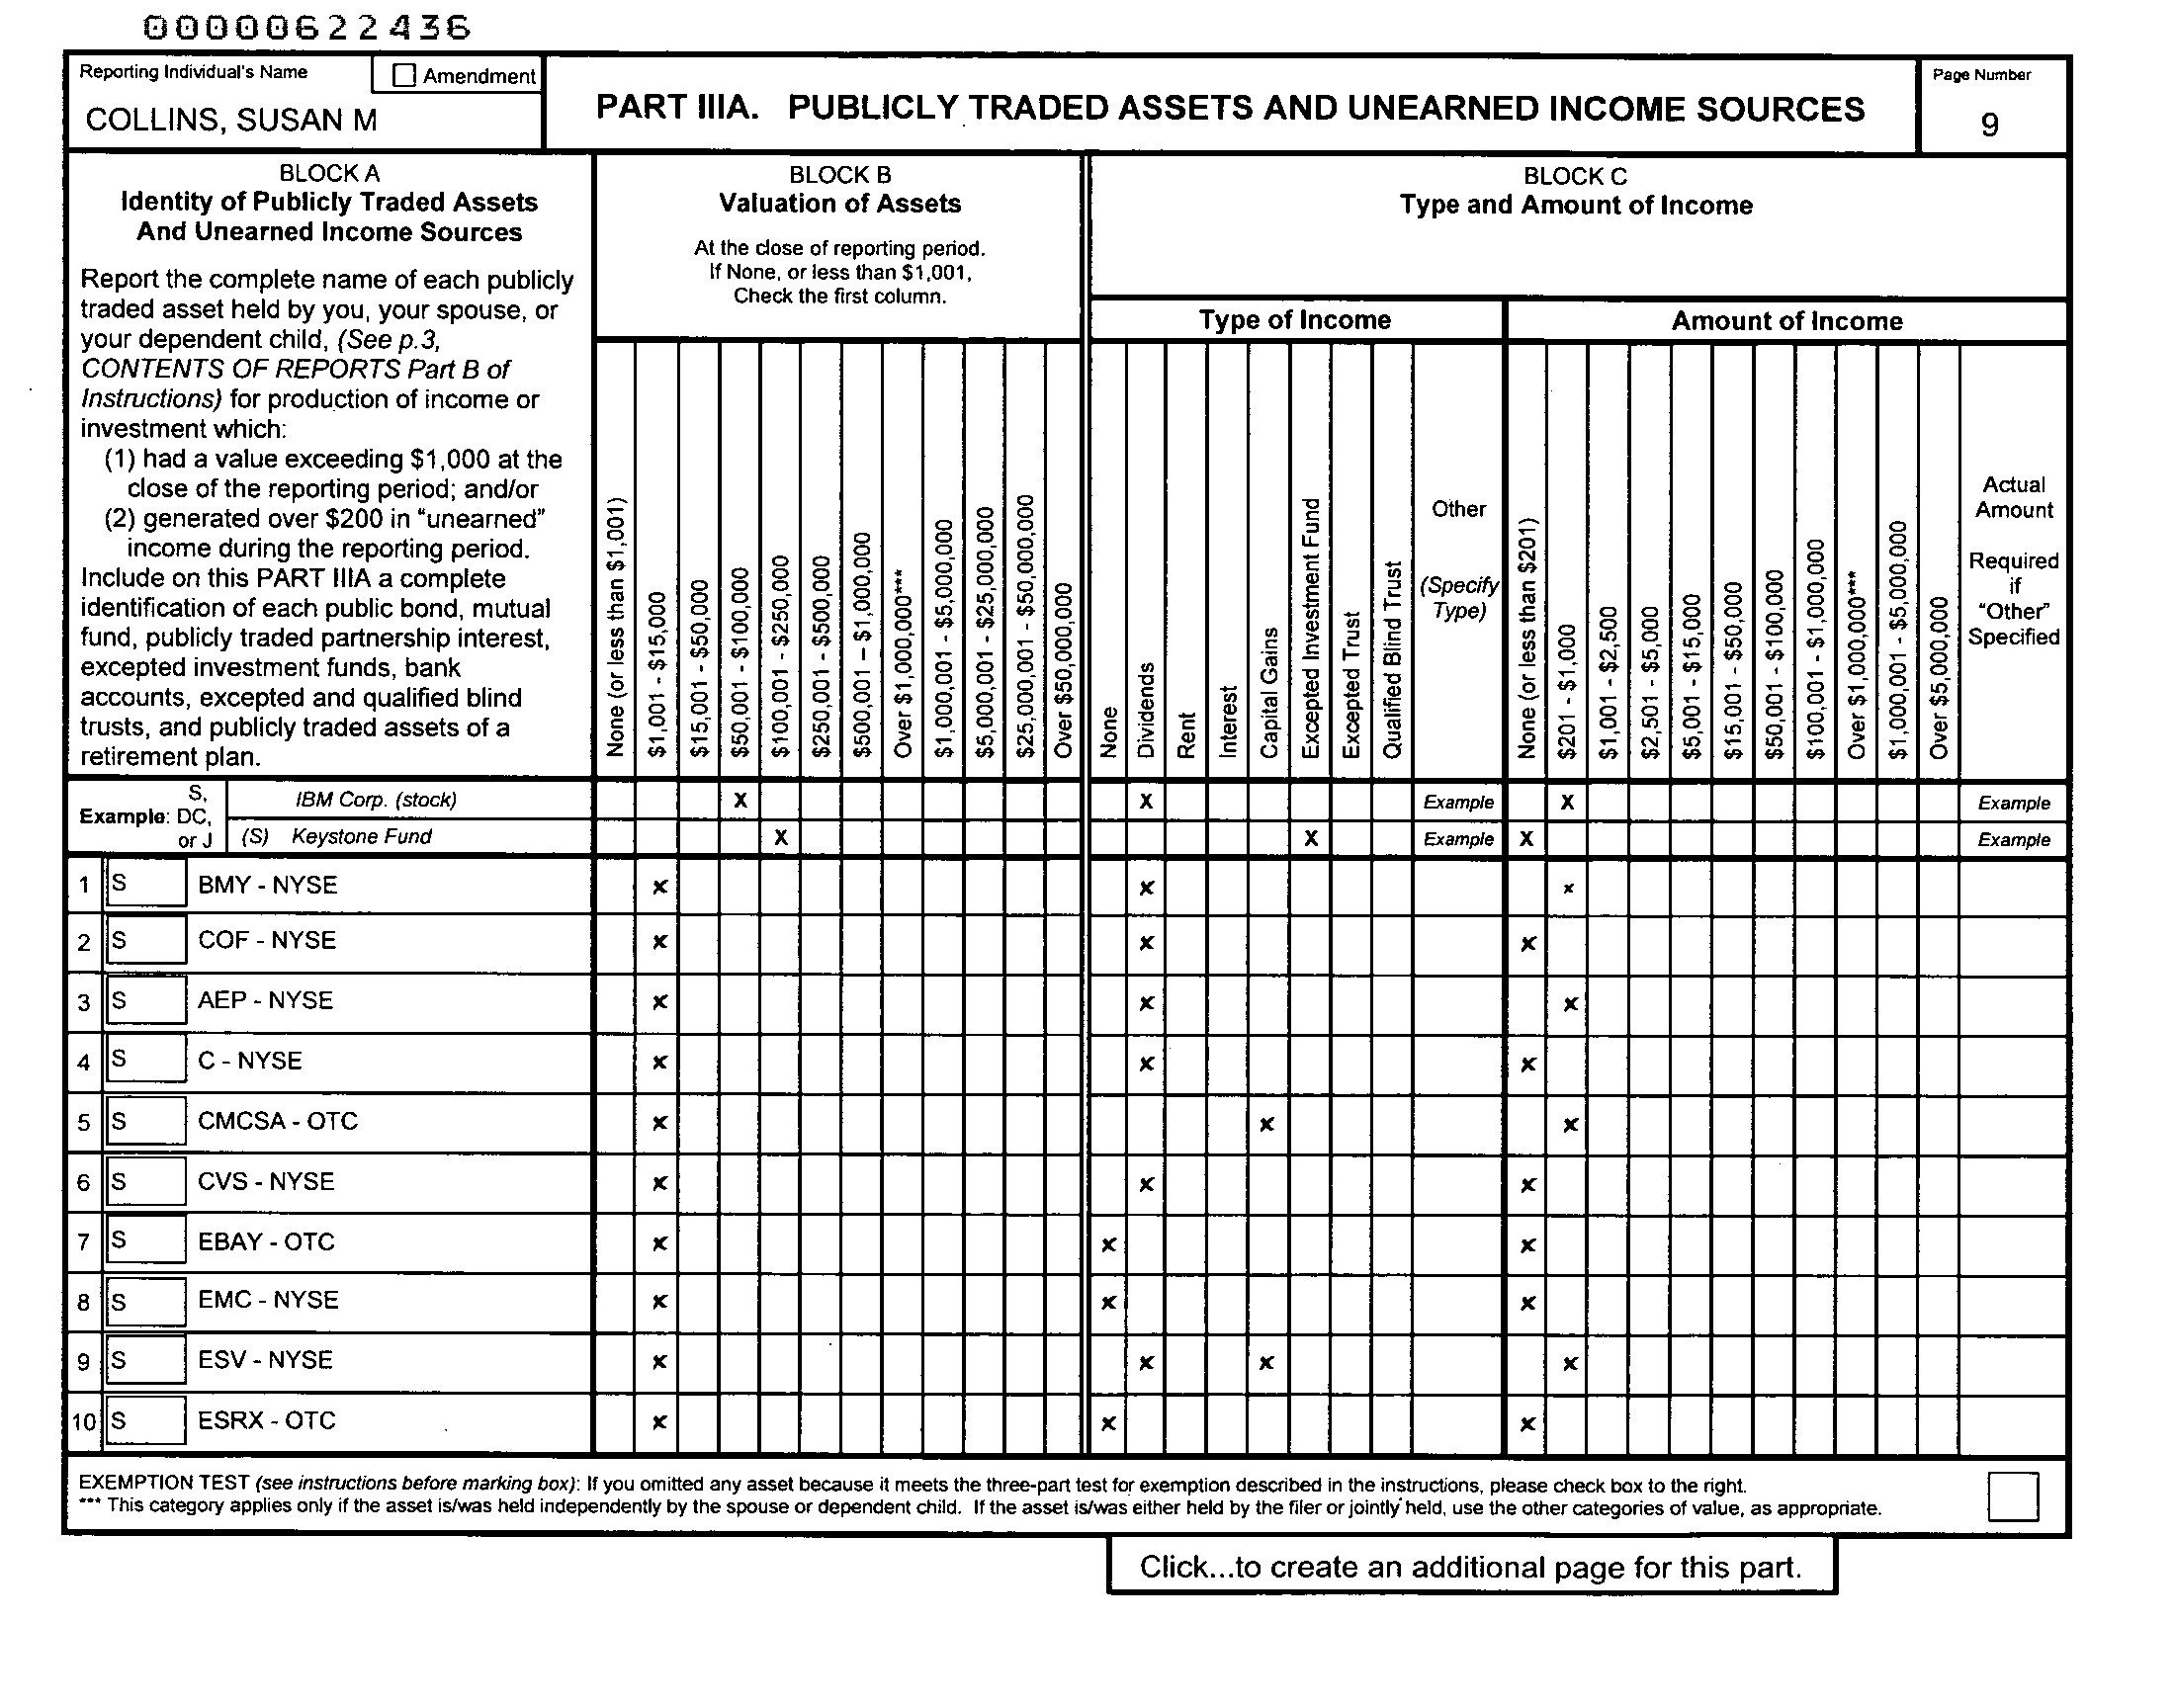 00000622436
Reporting Individual's Name
Amendment
COLLINS, SUSAN M
PART IIIA. PUBLICLY TRADED ASSETS AND UNEARNED INCOME SOURCES
Page Number
9
BLOCK A
Identity of Publicly Traded Assets
And Unearned Income Sources
Report the complete name of each publicly
traded asset held by you, your spouse, or
your dependent child, (See p.3,
CONTENTS OF REPORTS Part B of
Instructions) for production of income or
investment which:
(1) had a value exceeding $1,000 at the
close of the reporting period; and/or
(2) generated over $200 in "unearned"
income during the reporting period.
Include on this PART IIIA a complete
identification of each public bond, mutual
fund, publicly traded partnership interest,
excepted investment funds, bank
accounts, excepted and qualified blind
trusts, and publicly traded assets of a
retirement plan.
BLOCK B
Valuation of Assets
At the close of reporting period.
If None, or less than $1,001,
Check the first column.
None (or less than $1,001)
$1,001 - $15,000
$15,001 - $50,000
$50,001 - $100,000
$100,001 - $250,000
$250,001 - $500,000
$500,001 – $1,000,000
Over $1,000,000***
$1,000,001 - $5,000,000
$5,000,001 - $25,000,000
$25,000,001 - $50,000,000
Over $50,000,000
BLOCK C
Type and Amount of Income
Type of Income
None
Dividends
Rent
Interest
Capital Gains
Excepted Investment Fund
Excepted Trust
Qualified Blind Trust
Other
(Specify
Type)
Amount of Income
None (or less than $201)
$201 - $1,000
$1,001 - $2,500
$2,501 - $5,000
$5,001 - $15,000
$15,001 - $50,000
$50,001 - $100,000
$100,001 - $1,000,000
Over $1,000,000***
$1,000,001 - $5,000,000
Over $5,000,000
Actual
Amount
Required
if
"Other"
Specified
Example: S, DC, or J
IBM Corp. (stock) X X Example X Example
(S) Keystone Fund X X Example X Example
1 S BMY - NYSE x x x
2 S COF - NYSE x x x
3 S AEP - NYSE x x x
4 S C - NYSE x x x
5 S CMCSA - OTC x x x
6 S CVS - NYSE x x x
7 S EBAY - OTC x x x
8 S EMC - NYSE x x x
9 S ESV - NYSE x x x x
10 S ESRX - OTC x x x
EXEMPTION TEST (see instructions before marking box): If you omitted any asset because it meets the three-part test for exemption described in the instructions, please check box to the right.
*** This category applies only if the asset is/was held independently by the spouse or dependent child. If the asset is/was either held by the filer or jointly held, use the other categories of value, as appropriate.
Click...to create an additional page for this part.